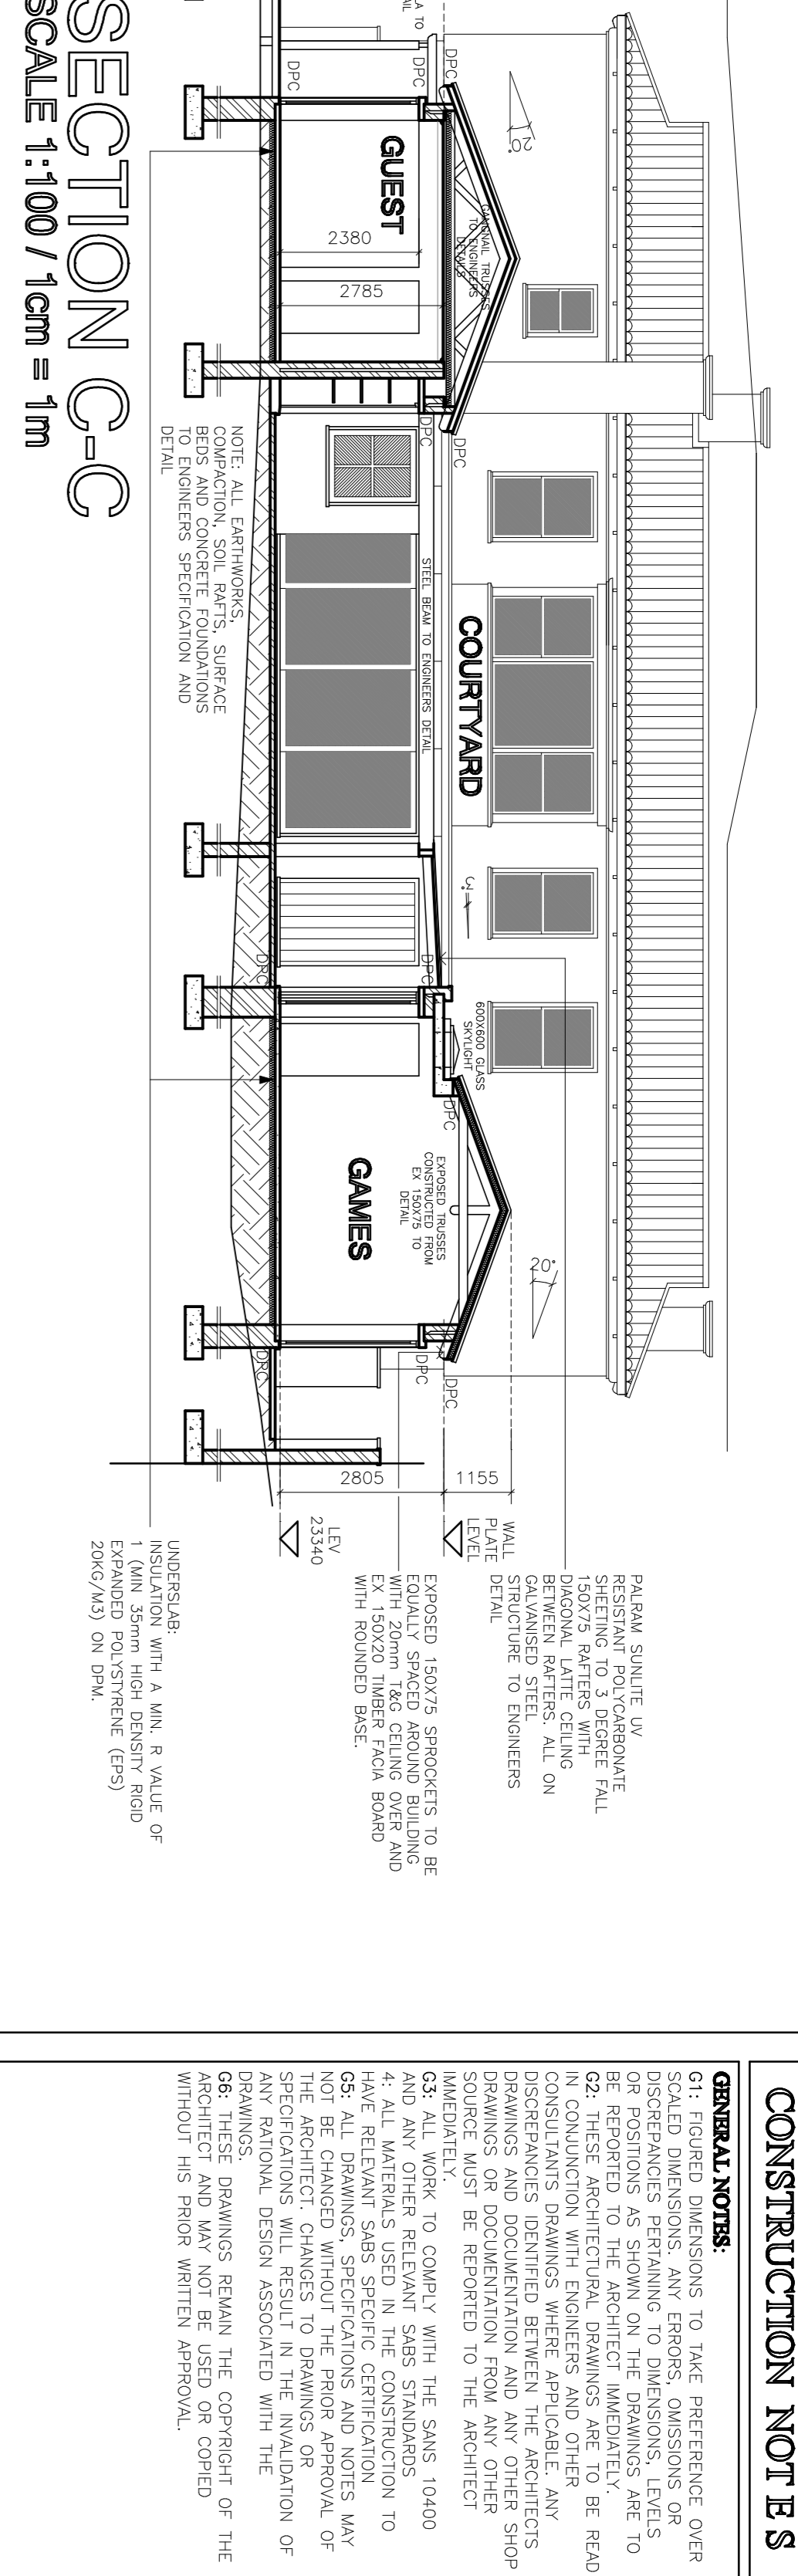 LA TO
AIL
DPC
DPC
DPC
20°
GUEST
2380
2785
GANGNAIL TRUSSES
TO ENGINEERS
DETAILS
DPC
DPC
NOTE: ALL EARTHWORKS,
COMPACTION, SOIL RAFTS, SURFACE
BEDS AND CONCRETE FOUNDATIONS
TO ENGINEERS SPECIFICATION AND
DETAIL
STEEL BEAM TO ENGINEERS DETAIL
COURTYARD
3°
DPC
DPC
600X600 GLASS
SKYLIGHT
DPC
EXPOSED TRUSSES
CONSTRUCTED FROM
EX 150X75 TO
DETAIL
GAMES
20°
DPC
DPC
DPC
2805
1155
WALL
PLATE
LEVEL
LEV
23340
PALRAM SUNLITE UV
RESISTANT POLYCARBONATE
SHEETING TO 3 DEGREE FALL
150X75 RAFTERS WITH
DIAGONAL LATTE CEILING
BETWEEN RAFTERS. ALL ON
GALVANISED STEEL
STRUCTURE TO ENGINEERS
DETAIL
EXPOSED 150X75 SPROCKETS TO BE
EQUALLY SPACED AROUND BUILDING
WITH 20mm T&G CEILING OVER AND
EX 150X20 TIMBER FACIA BOARD
WITH ROUNDED BASE.
UNDERSLAB:
INSULATION WITH A MIN. R VALUE OF
1 (MIN 35mm HIGH DENSITY RIGID
EXPANDED POLYSTYRENE (EPS)
20KG/M3) ON DPM.
SECTION C-C
SCALE 1:100 / 1cm = 1m
CONSTRUCTION NOTES
GENERAL NOTES:
G1: FIGURED DIMENSIONS TO TAKE PREFERENCE OVER
SCALED DIMENSIONS. ANY ERRORS, OMISSIONS OR
DISCREPANCIES PERTAINING TO DIMENSIONS, LEVELS
OR POSITIONS AS SHOWN ON THE DRAWINGS ARE TO
BE REPORTED TO THE ARCHITECT IMMEDIATELY.
G2: THESE ARCHITECTURAL DRAWINGS ARE TO BE READ
IN CONJUNCTION WITH ENGINEERS AND OTHER
CONSULTANTS DRAWINGS WHERE APPLICABLE. ANY
DISCREPANCIES IDENTIFIED BETWEEN THE ARCHITECTS
DRAWINGS AND DOCUMENTATION AND ANY OTHER SHOP
DRAWINGS OR DOCUMENTATION FROM ANY OTHER
SOURCE MUST BE REPORTED TO THE ARCHITECT
IMMEDIATELY.
G3: ALL WORK TO COMPLY WITH THE SANS 10400
AND ANY OTHER RELEVANT SABS STANDARDS
4: ALL MATERIALS USED IN THE CONSTRUCTION TO
HAVE RELEVANT SABS SPECIFIC CERTIFICATION
G5: ALL DRAWINGS, SPECIFICATIONS AND NOTES MAY
NOT BE CHANGED WITHOUT THE PRIOR APPROVAL OF
THE ARCHITECT. CHANGES TO DRAWINGS OR
SPECIFICATIONS WILL RESULT IN THE INVALIDATION OF
ANY RATIONAL DESIGN ASSOCIATED WITH THE
DRAWINGS.
G6: THESE DRAWINGS REMAIN THE COPYRIGHT OF THE
ARCHITECT AND MAY NOT BE USED OR COPIED
WITHOUT HIS PRIOR WRITTEN APPROVAL.